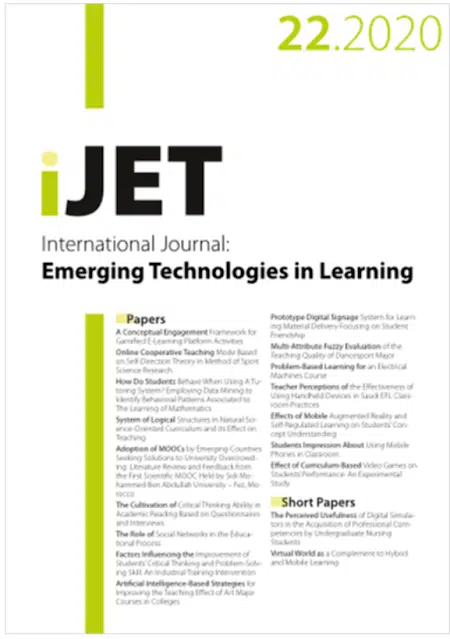 22.2020
iJET
International Journal:
Emerging Technologies in Learning
Papers
A Conceptual Engagement Framework for
Gamified E-Learning Platform Activities
Online Cooperative Teaching Mode Based
on Self-Direction Theory in Method of Sport
Science Research
How Do Students Behave When Using A Tu-
toring System? Employing Data Mining to
Identify Behavioral Patterns Associated to
The Learning of Mathematics
System of Logical Structures in Natural Sci-
ence-Oriented Curriculum and its Effect on
Teaching
Adoption of MOOCs by Emerging Countries
Seeking Solutions to University Overcrowd-
ing: Literature Review and Feedback from
the First Scientific MOOC Held by Sidi Mo-
hammed Ben Abdullah University – Fez, Mo-
rocco
The Cultivation of Critical Thinking Ability in
Academic Reading Based on Questionnaires
and Interviews
The Role of Social Networks in the Educa-
tional Process
Factors Influencing the Improvement of
Students' Critical Thinking and Problem-Solv-
ing Skill: An Industrial Training Intervention
Artificial Intelligence-Based Strategies for
Improving the Teaching Effect of Art Major
Courses in Colleges
Prototype Digital Signage System for Learn-
ing Material Delivery Focusing on Student
Friendship
Multi-Attribute Fuzzy Evaluation of the
Teaching Quality of Dancesport Major
Problem-Based Learning for an Electrical
Machines Course
Teacher Perceptions of the Effectiveness of
Using Handheld Devices in Saudi EFL Class-
room Practices
Effects of Mobile Augmented Reality and
Self-Regulated Learning on Students' Con-
cept Understanding
Students Impression About Using Mobile
Phones in Classroom
Effect of Curriculum-Based Video Games on
Students' Performance: An Experimental
Study
Short Papers
The Perceived Usefulness of Digital Simula-
tors in the Acquisition of Professional Com-
petencies by Undergraduate Nursing
Students
Virtual World as a Complement to Hybrid
and Mobile Learning